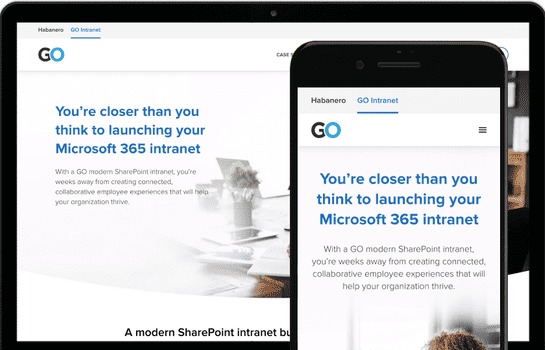 Habanero GO Intranet
GO
CASE S
You're closer than you
think to launching your
Microsoft 365 intranet
With a GO modern SharePoint intranet, you're
weeks away from creating connected,
collaborative employee experiences that will help
your organization thrive.
A modern SharePoint intranet bu
Habanero GO Intranet
GO
You're closer than you
think to launching your
Microsoft 365 intranet
With a GO modern SharePoint intranet,
you're weeks away from creating connected,
collaborative employee experiences that will
help your organization thrive.